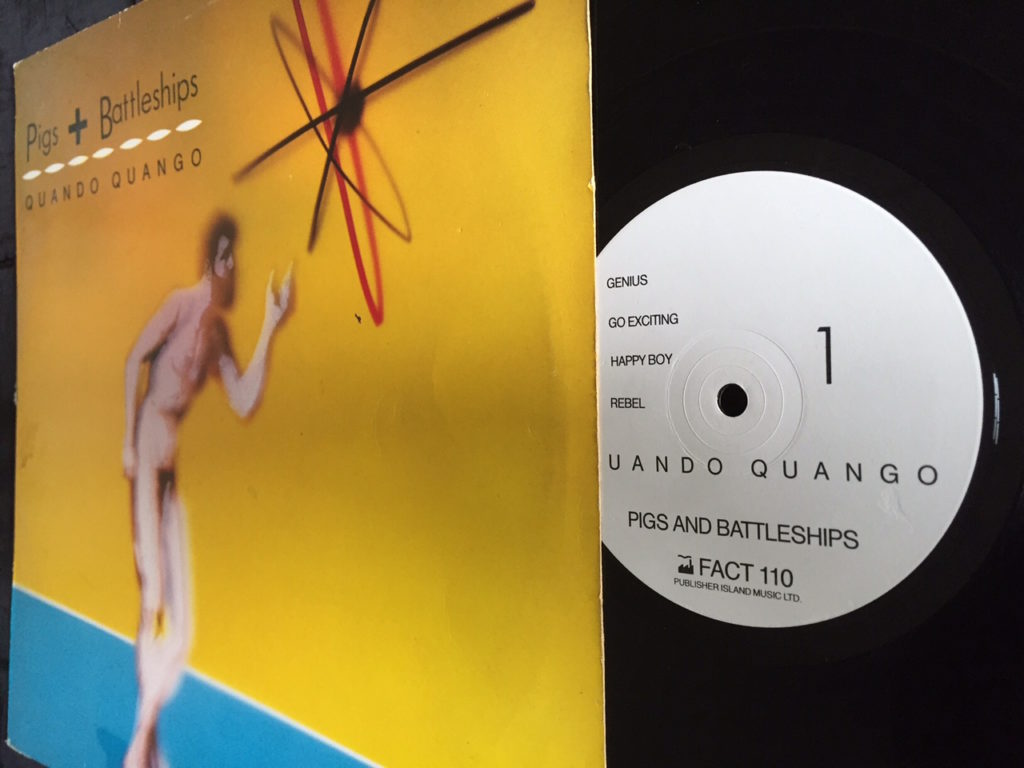 Pigs + Battleships
QUANDO QUANGO
GENIUS
GO EXCITING
HAPPY BOY
REBEL
1
UANDO QUANGO
PIGS AND BATTLESHIPS
FACT 110
PUBLISHER ISLAND MUSIC LTD.